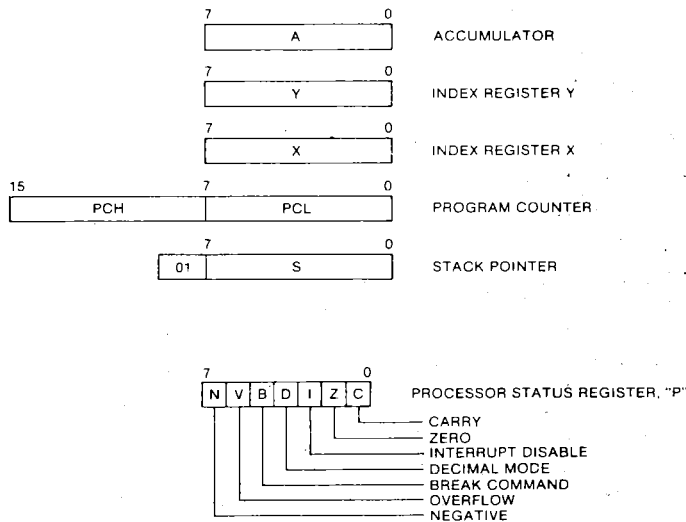 7 0
A ACCUMULATOR
7 0
Y INDEX REGISTER Y
7 0
X INDEX REGISTER X
15 7 0
PCH PCL PROGRAM COUNTER
7 0
01 S STACK POINTER
7 0
N V B D I Z C PROCESSOR STATUS REGISTER, "P"
CARRY
ZERO
INTERRUPT DISABLE
DECIMAL MODE
BREAK COMMAND
OVERFLOW
NEGATIVE